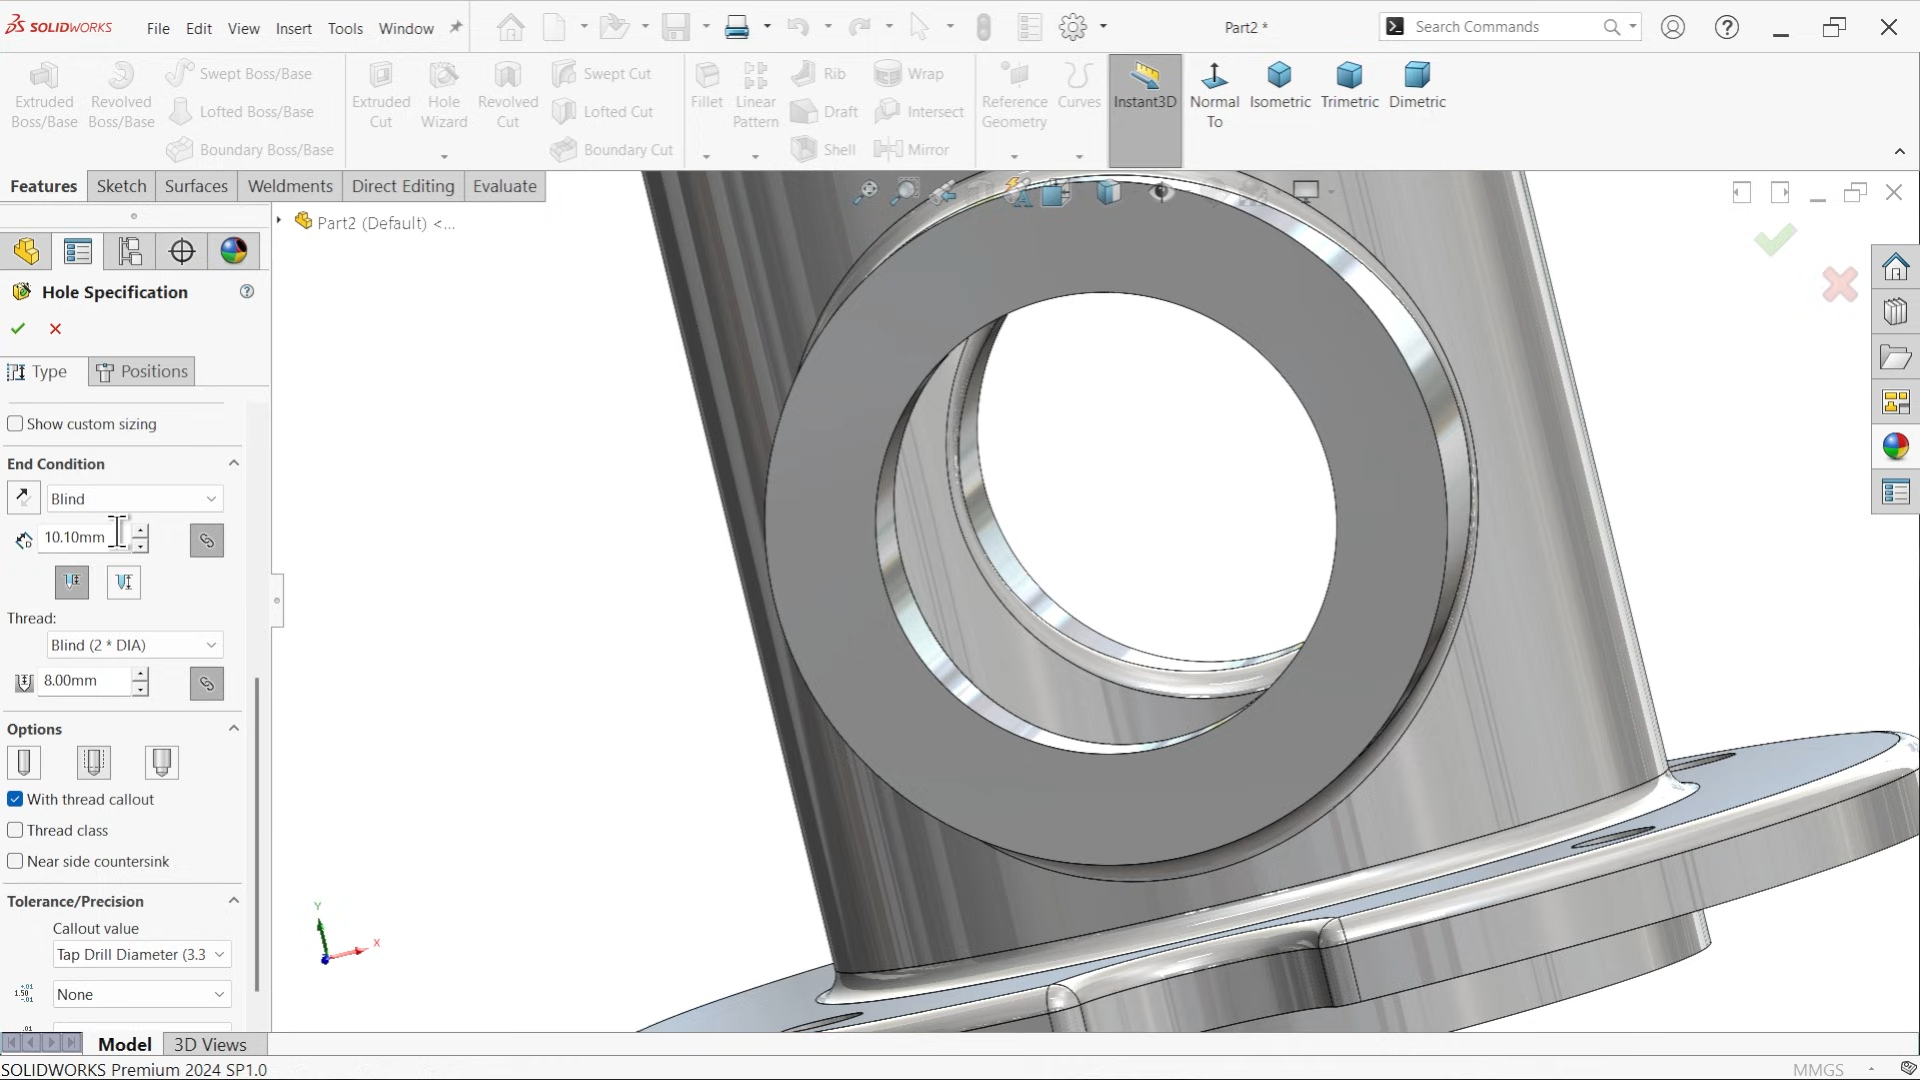 SOLIDWORKS
File Edit View Insert Tools Window
Part2 *
Search Commands
Extruded Boss/Base
Revolved Boss/Base
Swept Boss/Base
Lofted Boss/Base
Boundary Boss/Base
Extruded Cut
Hole Wizard
Revolved Cut
Swept Cut
Lofted Cut
Boundary Cut
Fillet
Linear Pattern
Rib
Draft
Shell
Wrap
Intersect
Mirror
Reference Geometry
Curves
Instant3D
Normal To
Isometric
Trimetric
Dimetric
Features Sketch Surfaces Weldments Direct Editing Evaluate
Part2 (Default) <...
Hole Specification
Type
Positions
Show custom sizing
End Condition
Blind
10.10mm
Thread:
Blind (2 * DIA)
8.00mm
Options
With thread callout
Thread class
Near side countersink
Tolerance/Precision
Callout value
Tap Drill Diameter (3.3
None
Y
X
Model 3D Views
SOLIDWORKS Premium 2024 SP1.0
MMGS